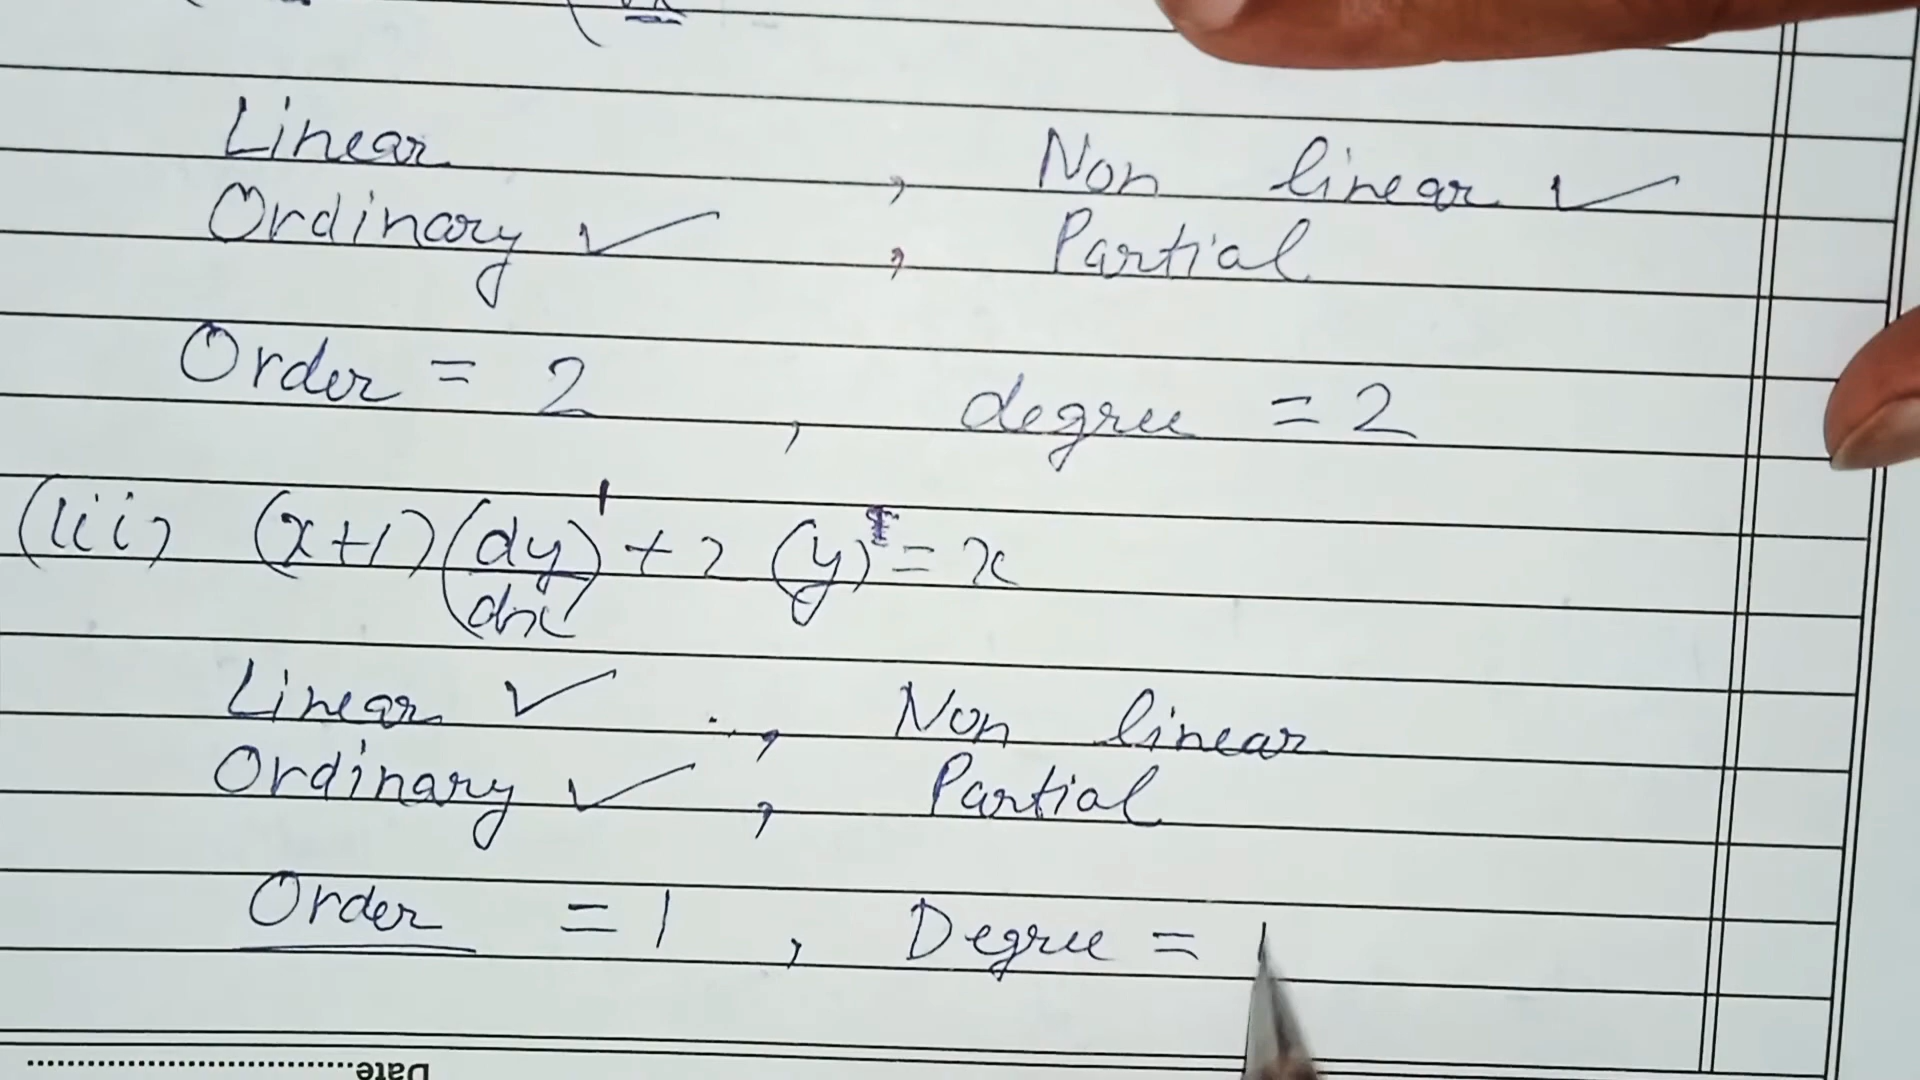 Linear , Non linear ✓
Ordinary ✓ , Partial
Order = 2 , degree = 2
(iii) (x+1)(dy/dx)¹ + 2 (y)¹ = x
Linear ✓ , Non linear
Ordinary ✓ , Partial
Order = 1 , Degree = 1
Date